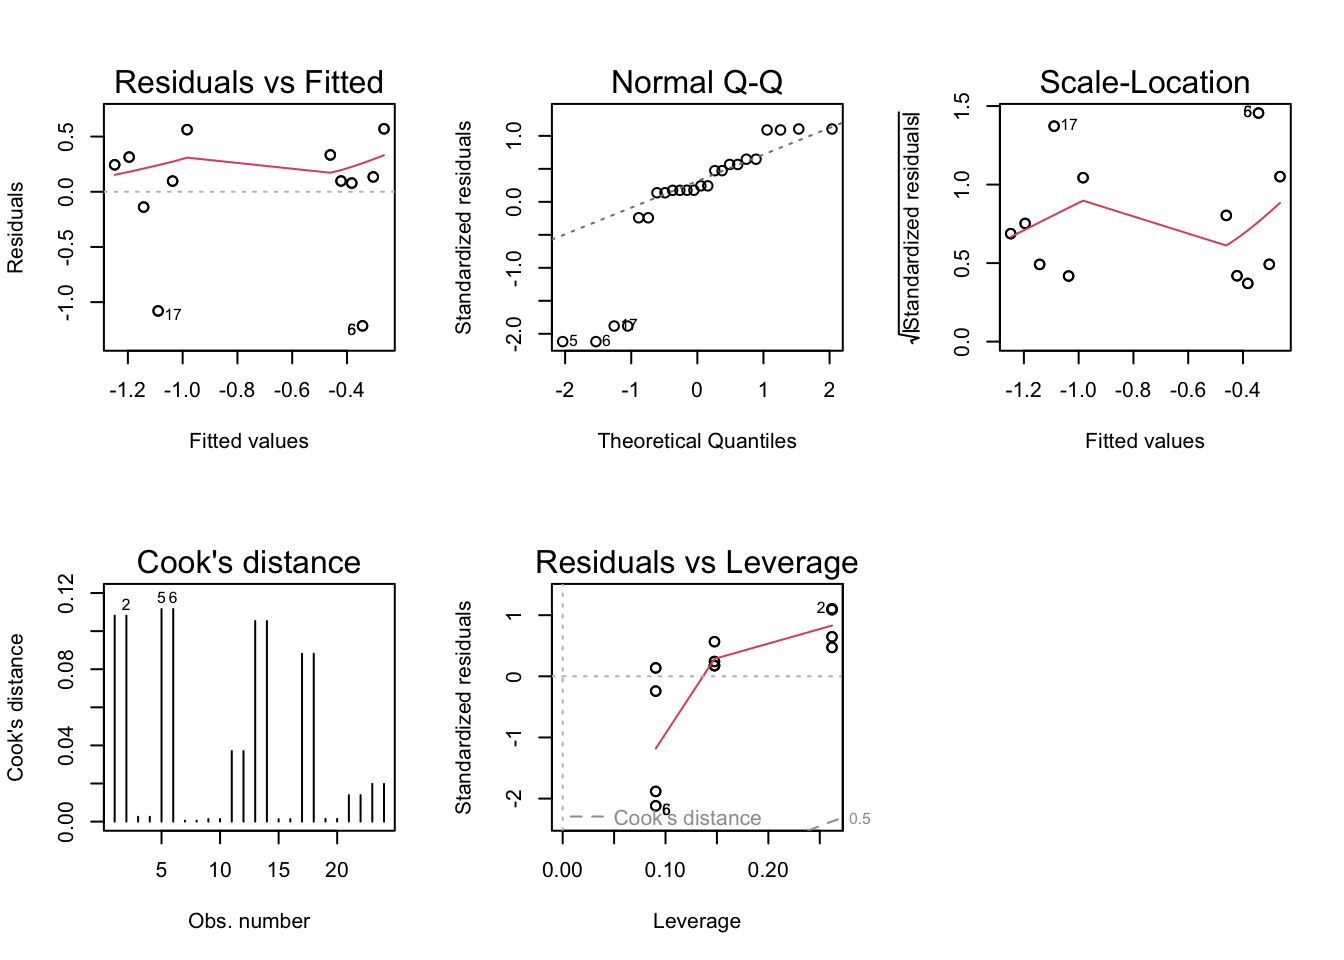 Residuals vs Fitted
Residuals
0.5
0.0
-0.5
-1.0
17
6
-1.2 -1.0 -0.8 -0.6 -0.4
Fitted values
Normal Q-Q
Standardized residuals
1.0
0.0
-1.0
-2.0
5
6
17
-2 -1 0 1 2
Theoretical Quantiles
Scale-Location
√|Standardized residuals|
1.5
1.0
0.5
0.0
17
6
-1.2 -1.0 -0.8 -0.6 -0.4
Fitted values
Cook's distance
Cook's distance
0.12
0.08
0.04
0.00
2
5 6
5 10 15 20
Obs. number
Residuals vs Leverage
Standardized residuals
1
0
-1
-2
2
6
Cook's distance
0.5
0.00 0.10 0.20
Leverage